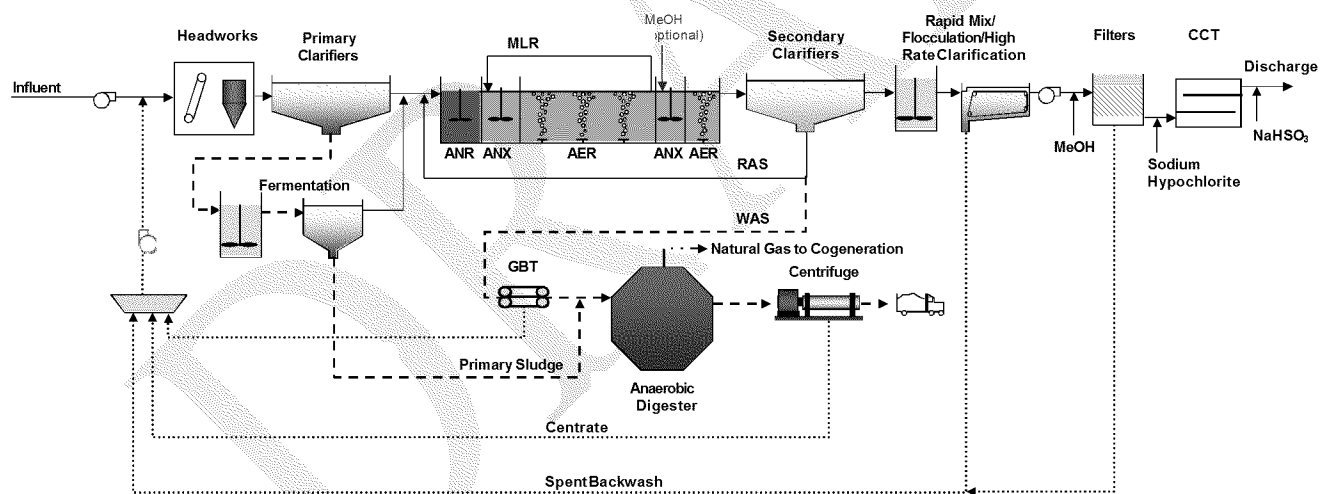 MeOH
(optional)
Rapid Mix/
Flocculation/High
Rate Clarification
Headworks
Primary
Clarifiers
MLR
Secondary
Clarifiers
Filters
CCT
Influent
Discharge
ANR
ANX
AER
ANX
AER
MeOH
NaHSO3
Sodium
Hypochlorite
RAS
Fermentation
WAS
Natural Gas to Cogeneration
GBT
Centrifuge
Primary Sludge
Anaerobic
Digester
Centrate
Spent Backwash